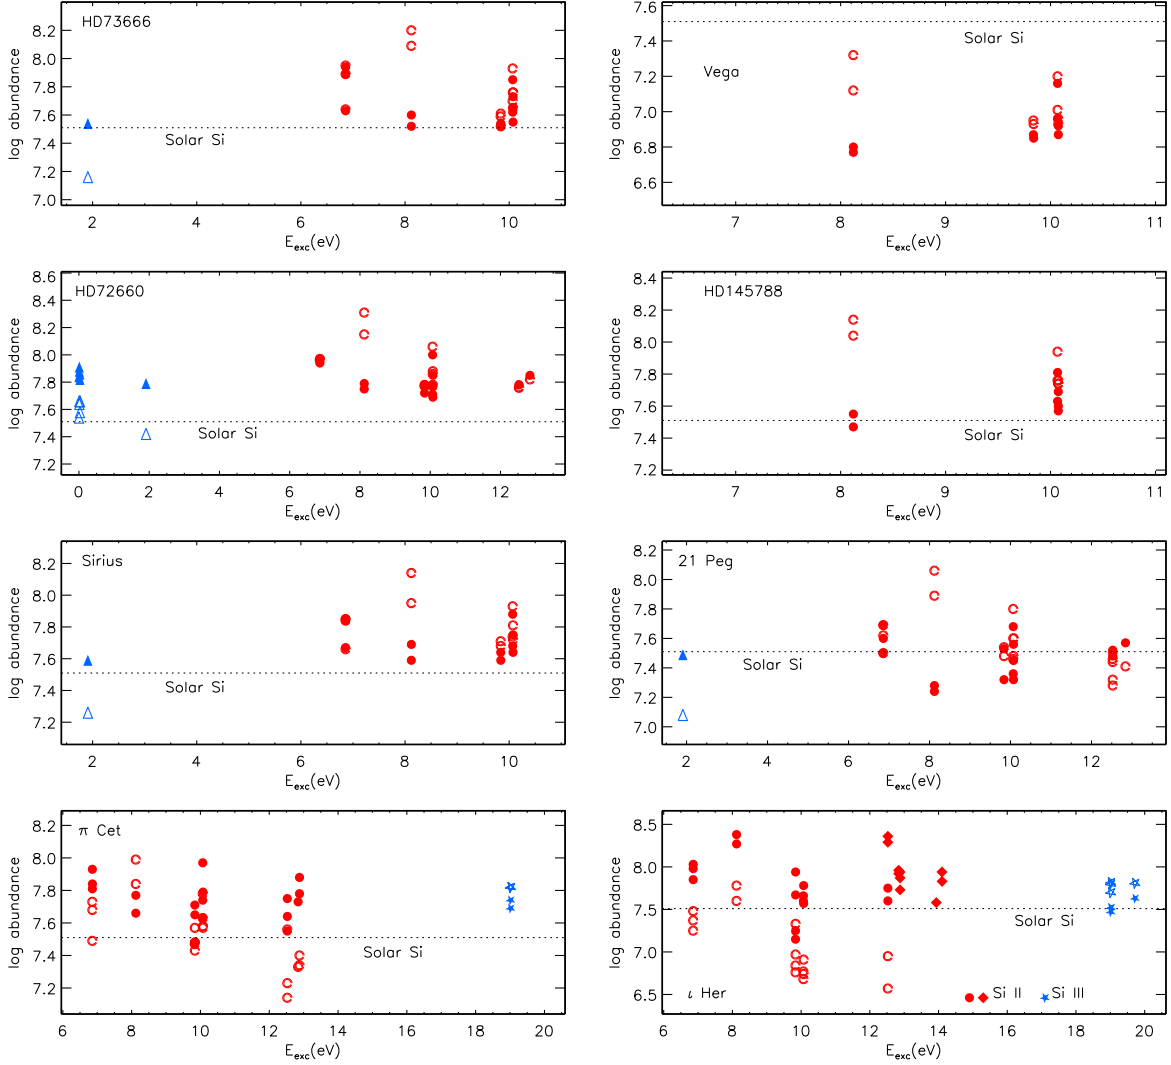 HD73666
8.2
8.0
7.8
7.6
7.4
7.2
7.0
log abundance
Solar Si
2 4 6 8 10
E_exc(eV)
Vega
7.6
7.4
7.2
7.0
6.8
6.6
log abundance
Solar Si
7 8 9 10 11
E_exc(eV)
HD72660
8.6
8.4
8.2
8.0
7.8
7.6
7.4
7.2
log abundance
Solar Si
0 2 4 6 8 10 12
E_exc(eV)
HD145788
8.4
8.2
8.0
7.8
7.6
7.4
7.2
log abundance
Solar Si
7 8 9 10 11
E_exc(eV)
Sirius
8.2
8.0
7.8
7.6
7.4
7.2
log abundance
Solar Si
2 4 6 8 10
E_exc(eV)
21 Peg
8.2
8.0
7.8
7.6
7.4
7.2
7.0
log abundance
Solar Si
2 4 6 8 10 12
E_exc(eV)
π Cet
8.2
8.0
7.8
7.6
7.4
7.2
log abundance
Solar Si
6 8 10 12 14 16 18 20
E_exc(eV)
8.5
8.0
7.5
7.0
6.5
log abundance
Solar Si
ι Her
Si II Si III
6 8 10 12 14 16 18 20
E_exc(eV)